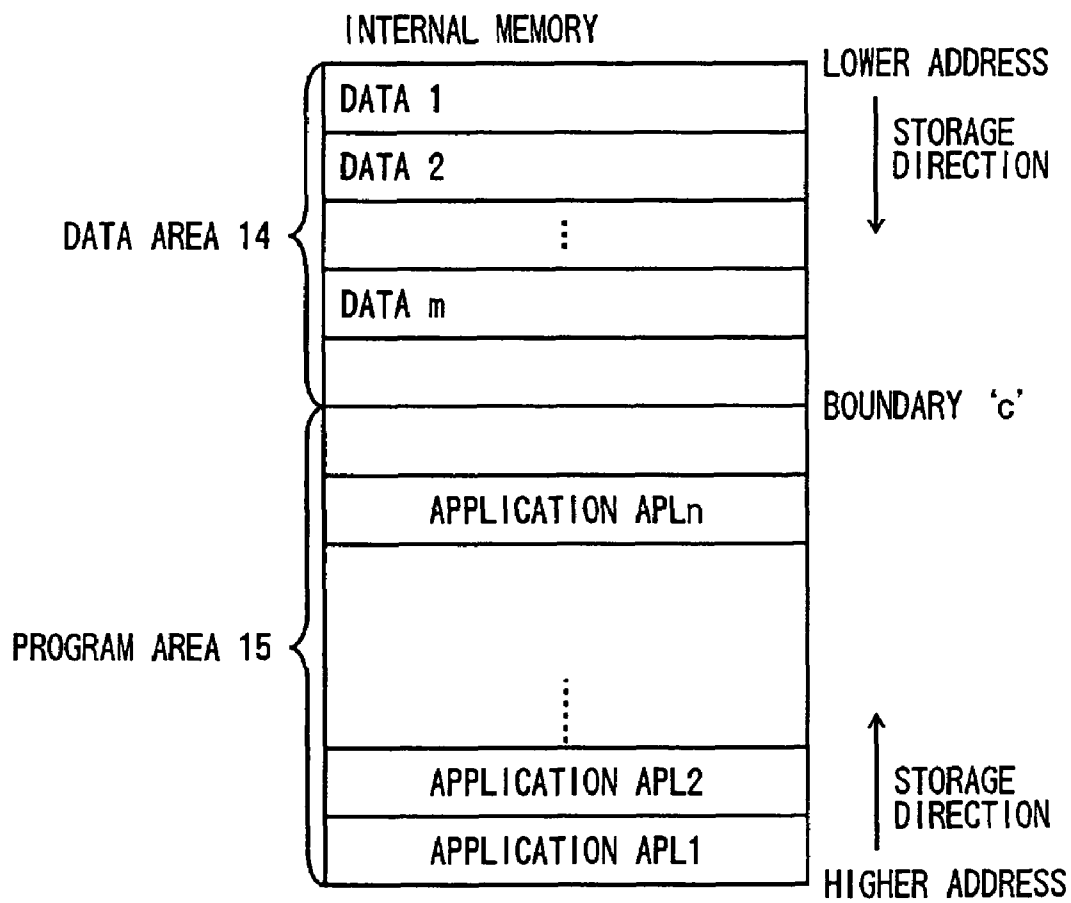 INTERNAL MEMORY
LOWER ADDRESS
DATA 1
STORAGE
DIRECTION
DATA 2
DATA AREA 14
⋮
DATA m
BOUNDARY ‘c’
APPLICATION APLn
PROGRAM AREA 15
APPLICATION APL2
STORAGE
DIRECTION
APPLICATION APL1
HIGHER ADDRESS